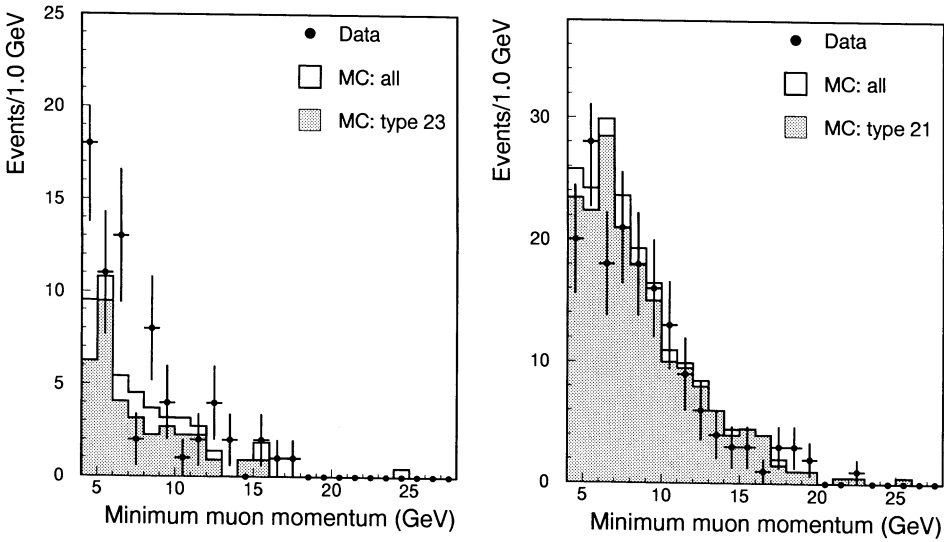 Events/1.0 GeV
25
20
15
10
5
0
Data
MC: all
MC: type 23
5 10 15 20 25
Minimum muon momentum (GeV)
Events/1.0 GeV
30
20
10
0
Data
MC: all
MC: type 21
5 10 15 20 25
Minimum muon momentum (GeV)